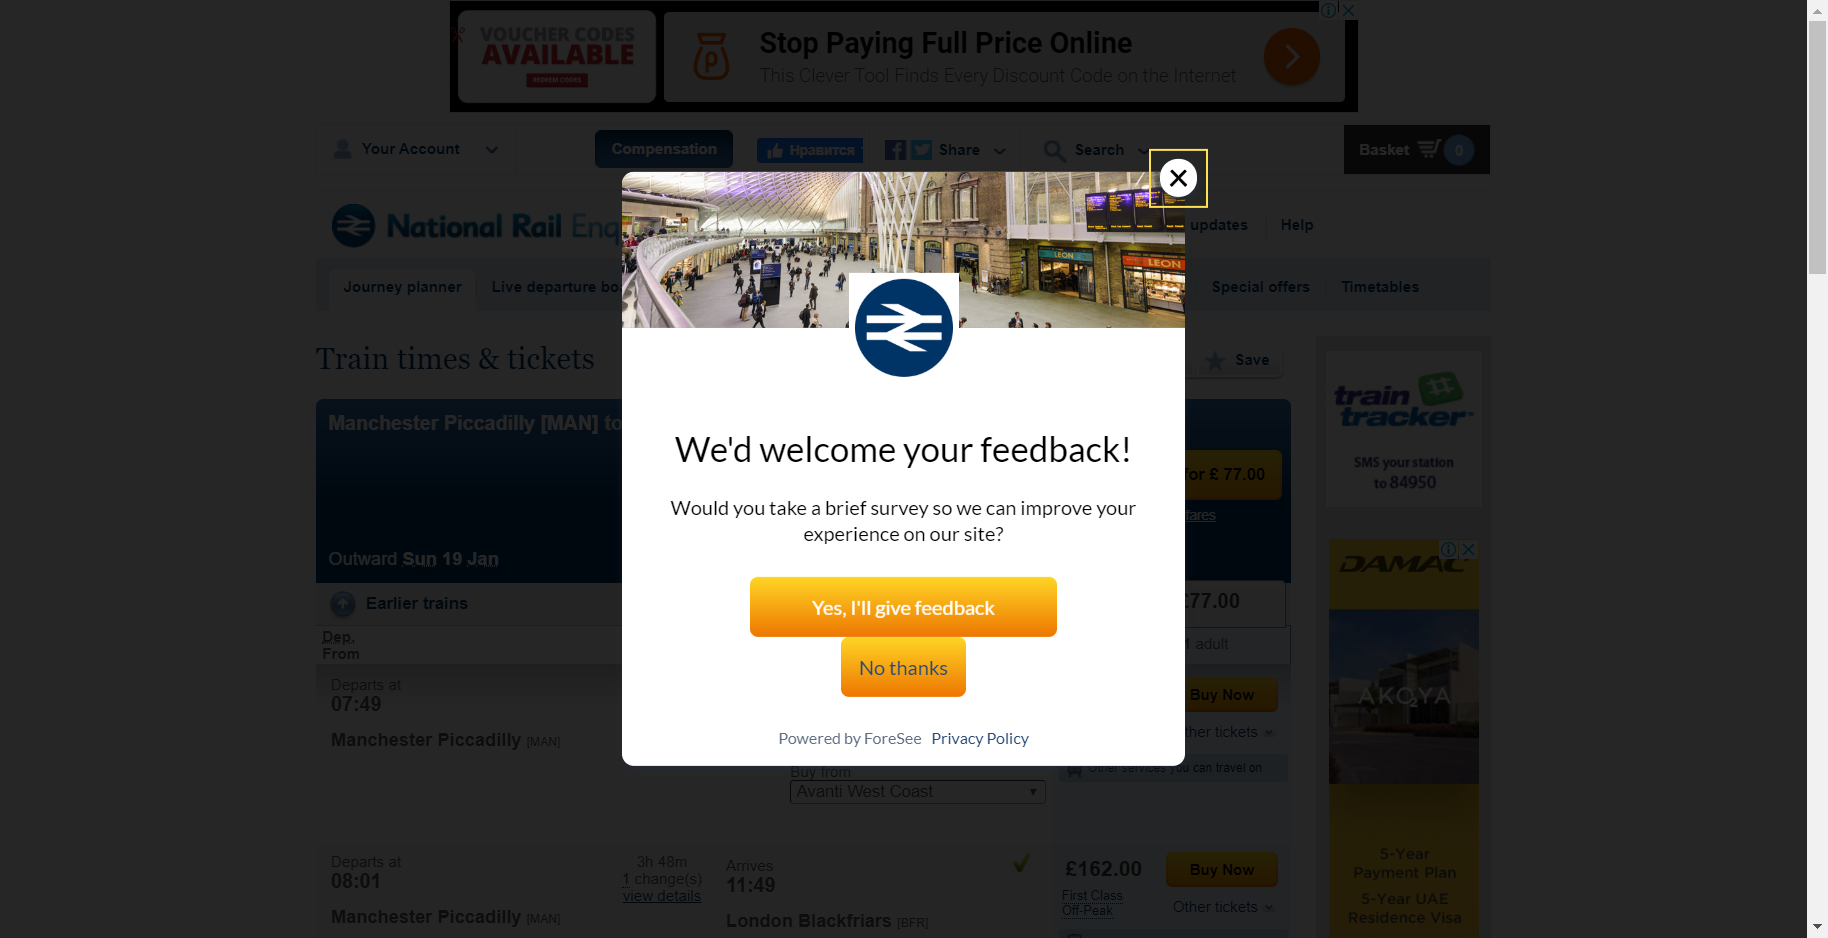 VOUCHER CODES
AVAILABLE
REDEEM CODES
Stop Paying Full Price Online
This Clever Tool Finds Every Discount Code on the Internet
Your Account
Compensation
Нравится
Share
Search
Basket
0
National Rail Enq
updates
Help
Journey planner
Live departure bo
Special offers
Timetables
LEON
LEON
Train times & tickets
Save
Manchester Piccadilly [MAN] to
for £ 77.00
fares
Outward Sun 19 Jan
Earlier trains
£77.00
Dep.
From
1 adult
We'd welcome your feedback!
Would you take a brief survey so we can improve your
experience on our site?
Yes, I'll give feedback
No thanks
Powered by ForeSee Privacy Policy
Departs at
07:49
Manchester Piccadilly [MAN]
Buy Now
ther tickets
Other services you can travel on
Buy from
Avanti West Coast
Departs at
08:01
Manchester Piccadilly [MAN]
3h 48m
1 change(s)
view details
Arrives
11:49
London Blackfriars [BFR]
£162.00
First Class
Off-Peak
Buy Now
Other tickets
train
tracker
SMS your station
to 84950
DAMAC
AKOYA
5-Year
Payment Plan
5-Year UAE
Residence Visa